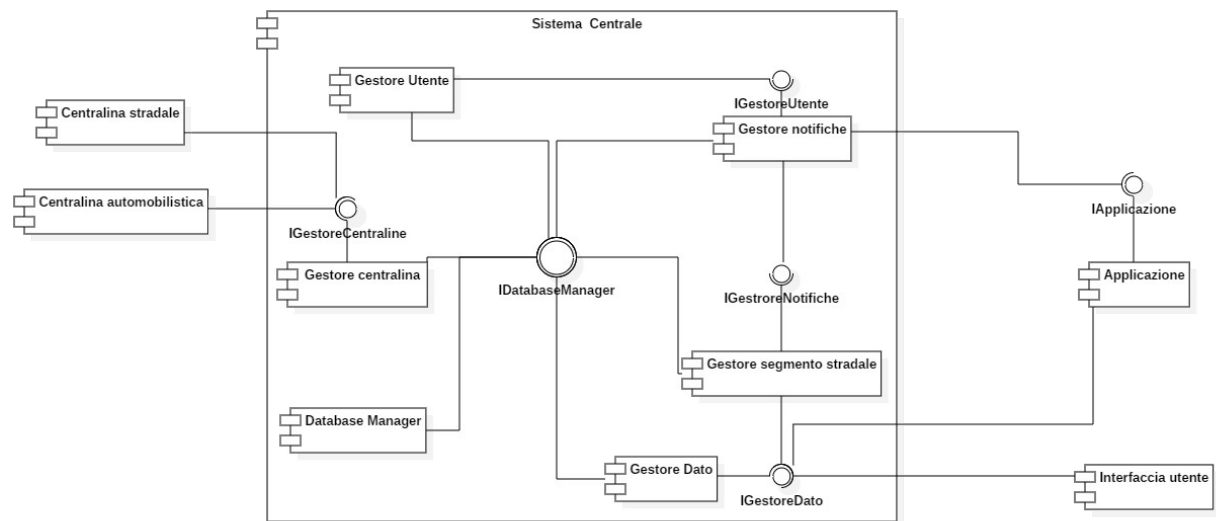 Sistema Centrale
Gestore Utente
IGestoreUtente
Centralina stradale
Gestore notifiche
Centralina automobilistica
IApplicazione
IGestoreCentraline
Gestore centralina
IDatabaseManager
IGestroreNotifiche
Applicazione
Gestore segmento stradale
Database Manager
Gestore Dato
Interfaccia utente
IGestoreDato